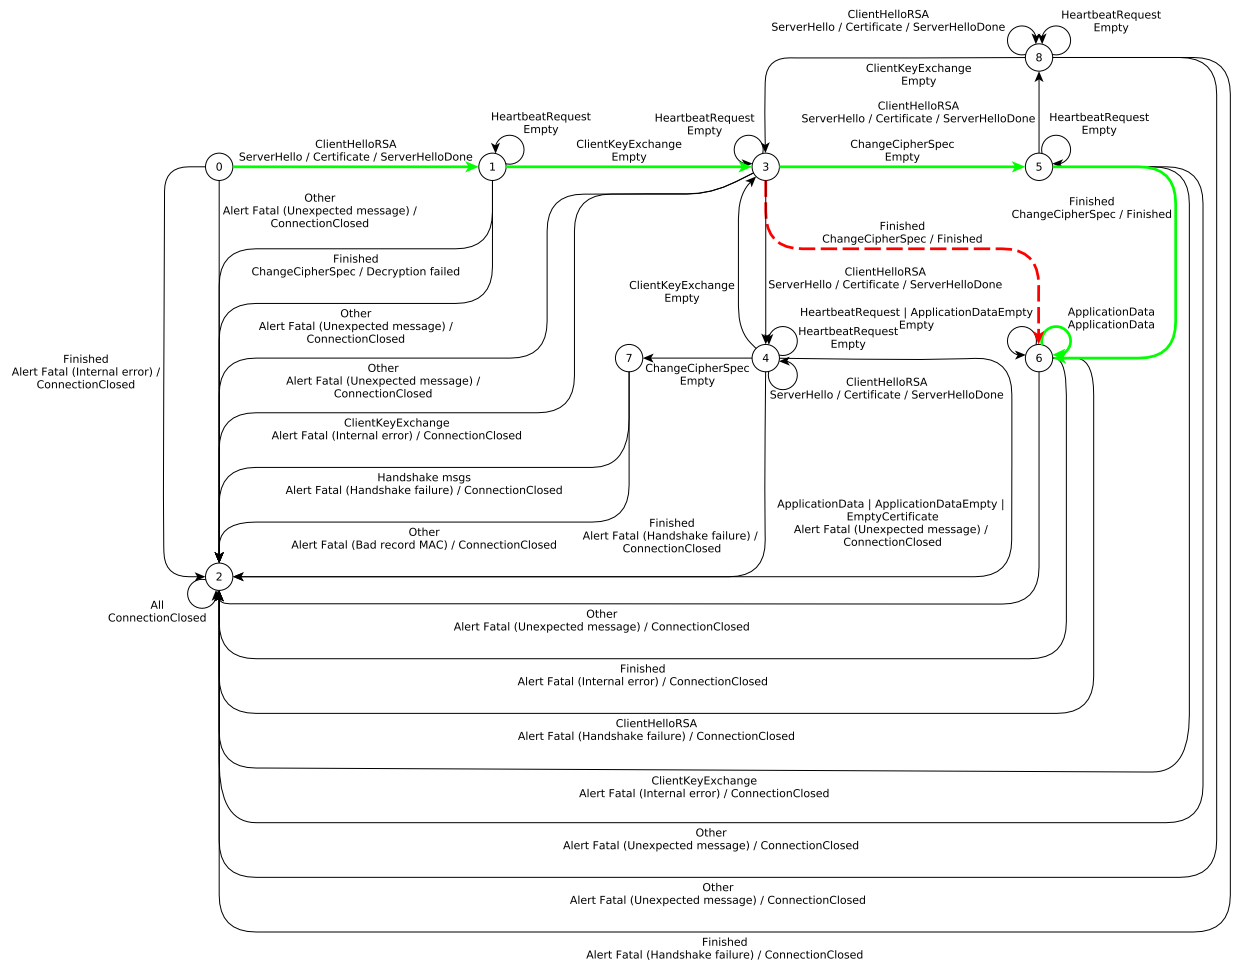 ClientHelloRSA
ServerHello / Certificate / ServerHelloDone
HeartbeatRequest
Empty
8
ClientKeyExchange
Empty
ClientHelloRSA
ServerHello / Certificate / ServerHelloDone
HeartbeatRequest
Empty
HeartbeatRequest
Empty
HeartbeatRequest
Empty
ClientHelloRSA
ServerHello / Certificate / ServerHelloDone
ClientKeyExchange
Empty
ChangeCipherSpec
Empty
0
1
3
5
Other
Alert Fatal (Unexpected message) /
ConnectionClosed
Finished
ChangeCipherSpec / Finished
Finished
ChangeCipherSpec / Finished
Finished
ChangeCipherSpec / Decryption failed
ClientKeyExchange
Empty
ClientHelloRSA
ServerHello / Certificate / ServerHelloDone
Other
Alert Fatal (Unexpected message) /
ConnectionClosed
HeartbeatRequest | ApplicationDataEmpty
Empty
HeartbeatRequest
Empty
ApplicationData
ApplicationData
7
4
6
Finished
Alert Fatal (Internal error) /
ConnectionClosed
Other
Alert Fatal (Unexpected message) /
ConnectionClosed
ChangeCipherSpec
Empty
ClientHelloRSA
ServerHello / Certificate / ServerHelloDone
ClientKeyExchange
Alert Fatal (Internal error) / ConnectionClosed
Handshake msgs
Alert Fatal (Handshake failure) / ConnectionClosed
Other
Alert Fatal (Bad record MAC) / ConnectionClosed
Finished
Alert Fatal (Handshake failure) /
ConnectionClosed
ApplicationData | ApplicationDataEmpty |
EmptyCertificate
Alert Fatal (Unexpected message) /
ConnectionClosed
2
All
ConnectionClosed
Other
Alert Fatal (Unexpected message) / ConnectionClosed
Finished
Alert Fatal (Internal error) / ConnectionClosed
ClientHelloRSA
Alert Fatal (Handshake failure) / ConnectionClosed
ClientKeyExchange
Alert Fatal (Internal error) / ConnectionClosed
Other
Alert Fatal (Unexpected message) / ConnectionClosed
Other
Alert Fatal (Unexpected message) / ConnectionClosed
Finished
Alert Fatal (Handshake failure) / ConnectionClosed